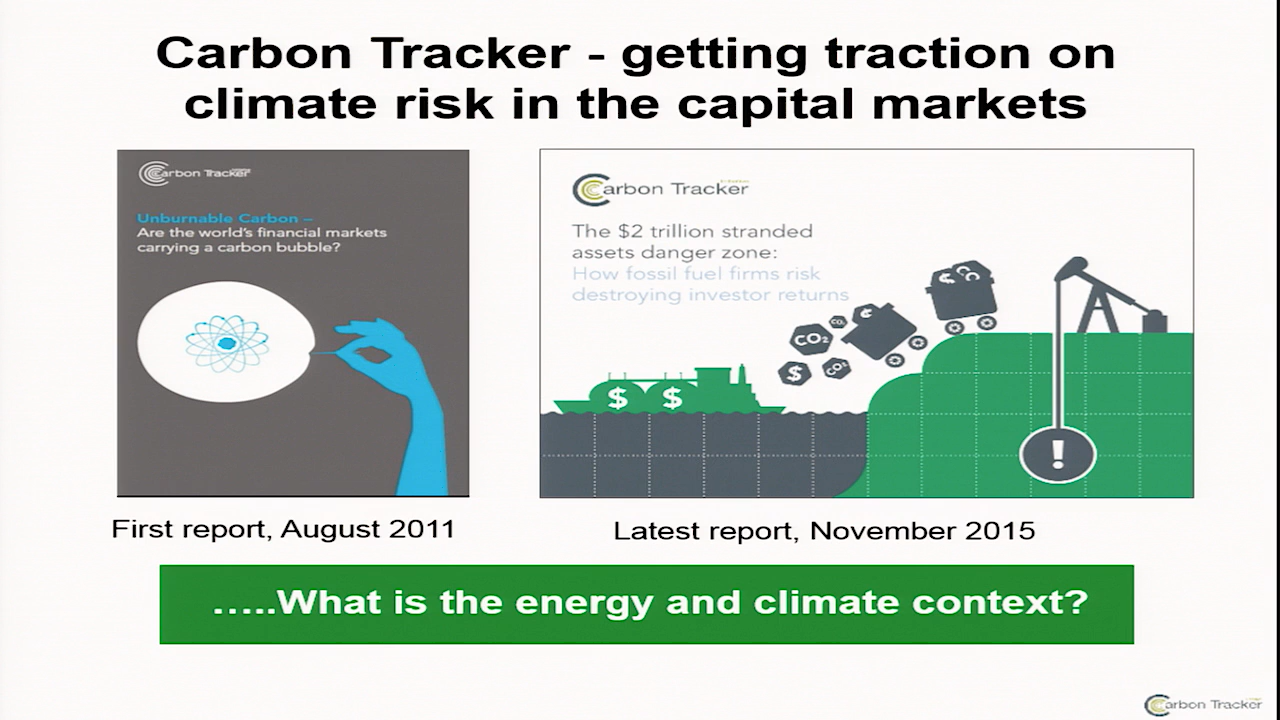 Carbon Tracker - getting traction on
climate risk in the capital markets
Carbon Tracker
Unburnable Carbon –
Are the world's financial markets
carrying a carbon bubble?
Carbon Tracker
The $2 trillion stranded
assets danger zone:
How fossil fuel firms risk
destroying investor returns
CO₂
CO₂
$
CO₂
$ $
!
First report, August 2011
Latest report, November 2015
…..What is the energy and climate context?
Carbon Tracker